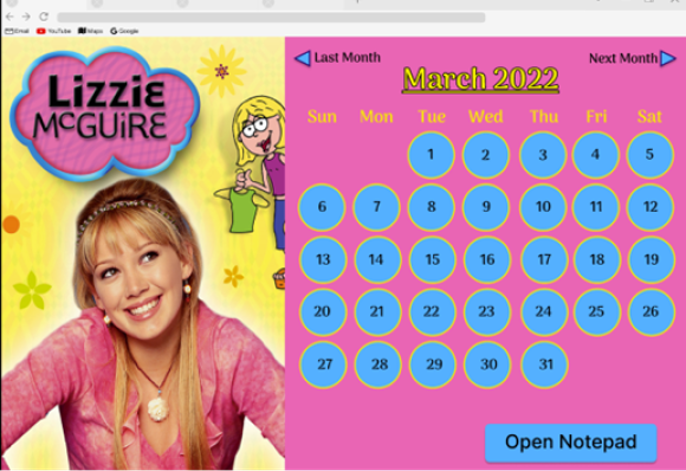 Email YouTube Maps Google
Lizzie
McGuire
Last Month Next Month
March 2022
Sun Mon Tue Wed Thu Fri Sat
1 2 3 4 5
6 7 8 9 10 11 12
13 14 15 16 17 18 19
20 21 22 23 24 25 26
27 28 29 30 31
Open Notepad